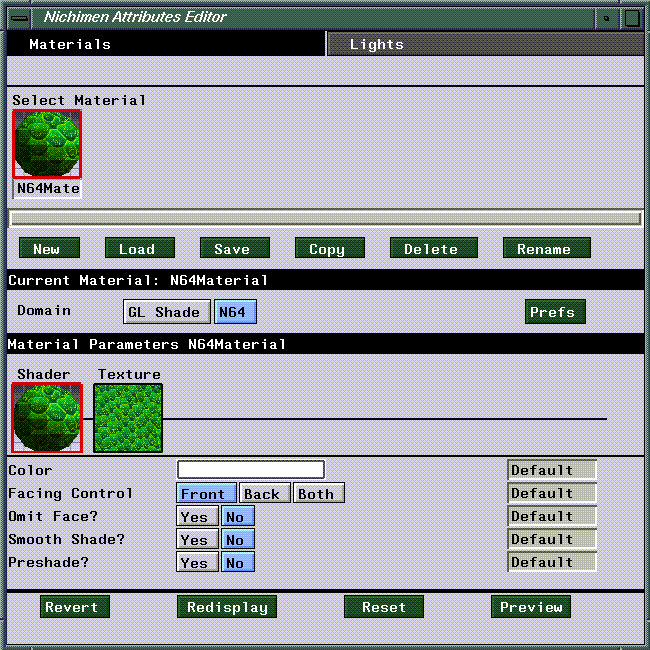 Nichimen Attributes Editor
Materials Lights
Select Material
N64Mate
New Load Save Copy Delete Rename
Current Material: N64Material
Domain GL Shade N64 Prefs
Material Parameters N64Material
Shader Texture
Color Default
Facing Control Front Back Both Default
Omit Face? Yes No Default
Smooth Shade? Yes No Default
Preshade? Yes No Default
Revert Redisplay Reset Preview